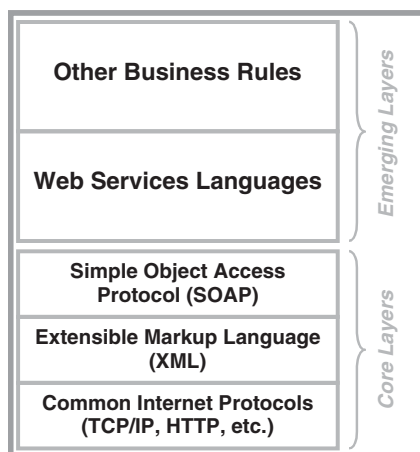 Other Business Rules
Web Services Languages
Emerging Layers
Simple Object Access
Protocol (SOAP)
Extensible Markup Language
(XML)
Common Internet Protocols
(TCP/IP, HTTP, etc.)
Core Layers